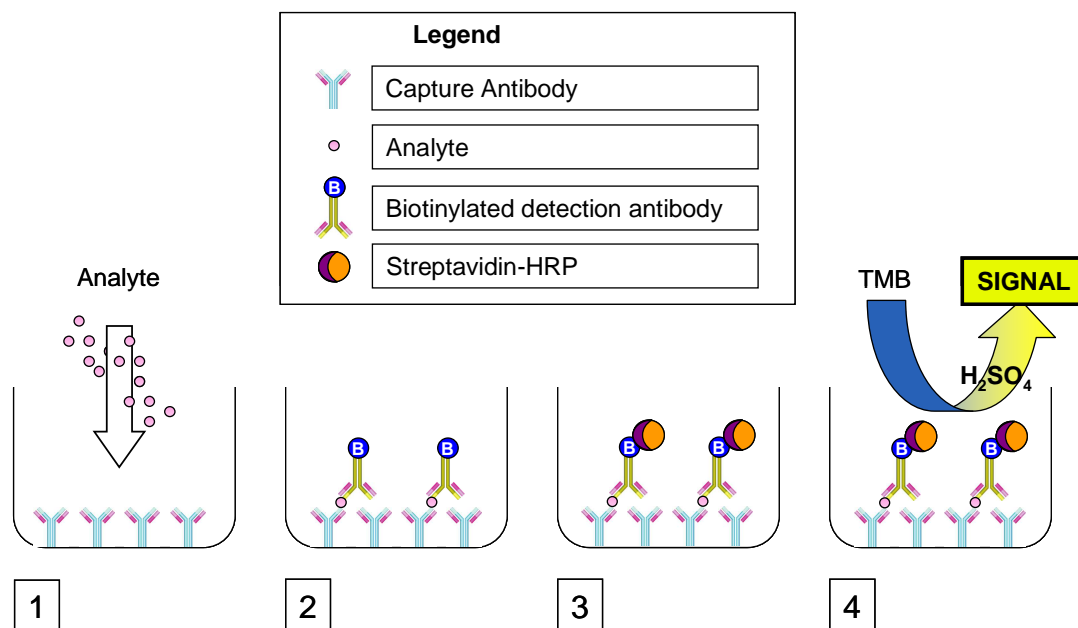 Legend
Capture Antibody
Analyte
B
Biotinylated detection antibody
Streptavidin-HRP
Analyte
TMB
SIGNAL
H₂SO₄
B
B
B
B
B
B
1
2
3
4